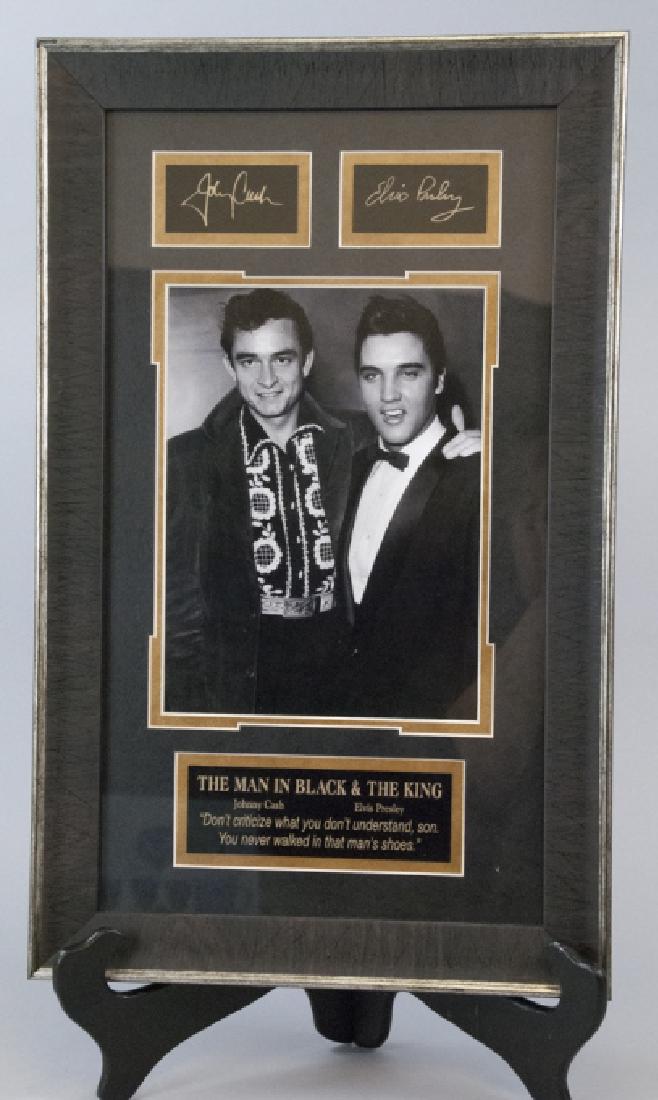 Johnny Cash
Elvis Presley
THE MAN IN BLACK & THE KING
Johnny Cash Elvis Presley
"Don't criticize what you don't understand, son.
You never walked in that man's shoes."